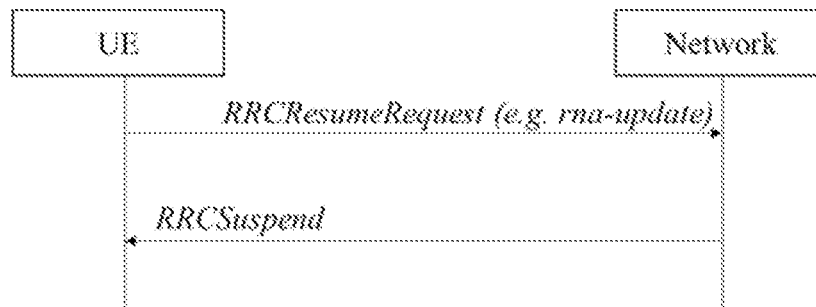 UE
Network
RRCResumeRequest (e.g. rna-update)
RRCSuspend